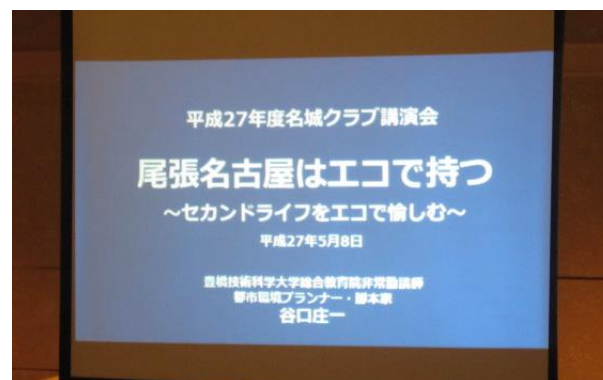 平成27年度名城クラブ講演会
尾張名古屋はエコで持つ
～セカンドライフをエコで愉しむ～
平成27年5月8日
豊橋技術科学大学総合教育院非常勤講師
都市環境プランナー・脚本家
谷口庄一